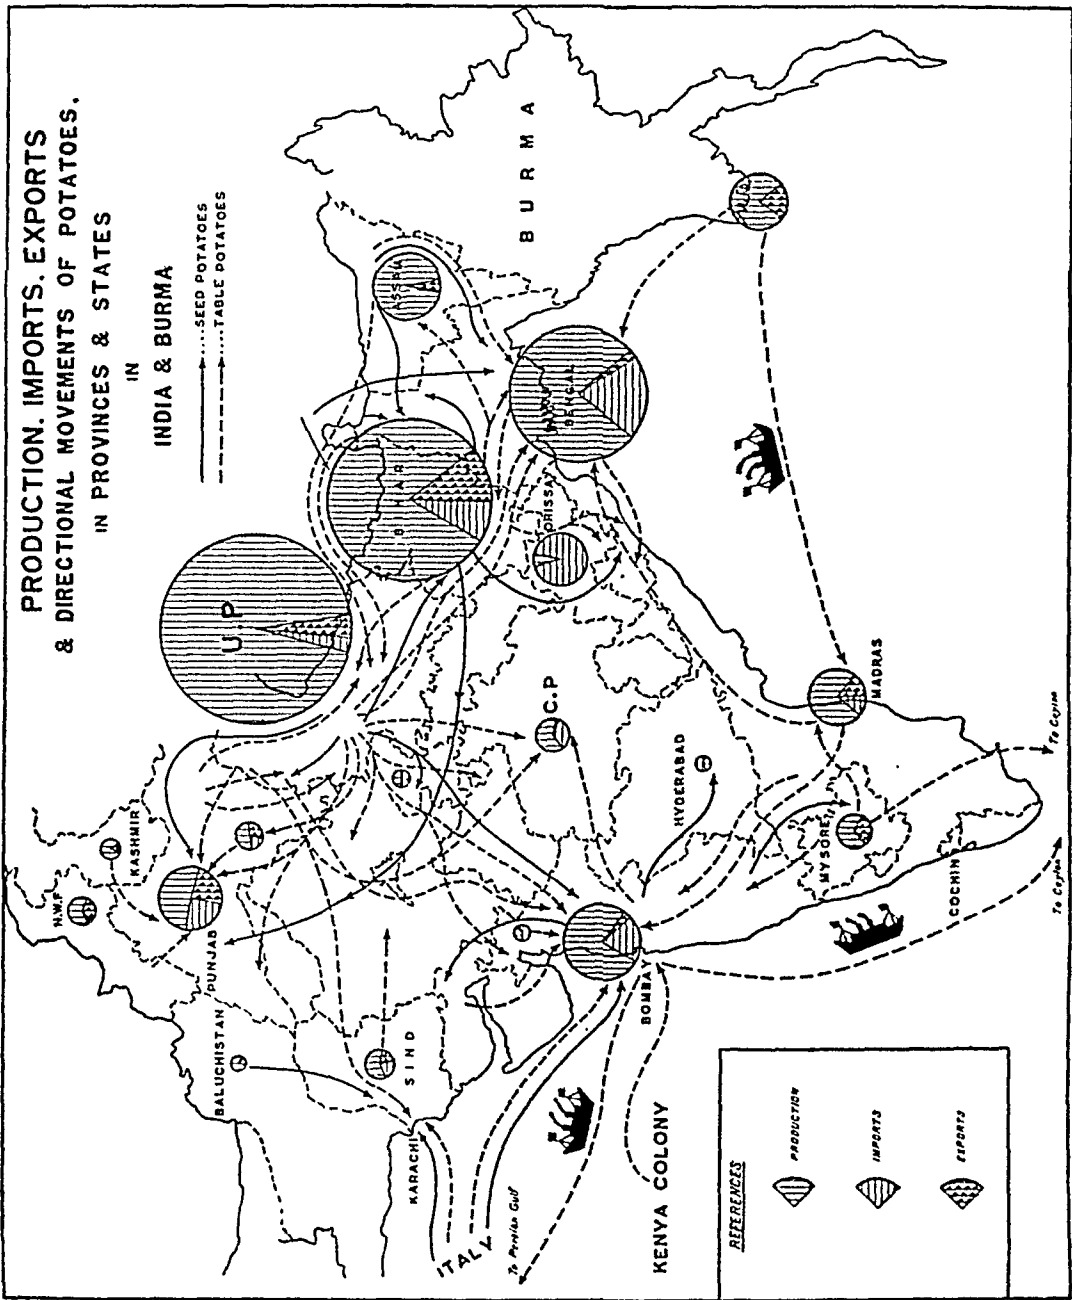 PRODUCTION. IMPORTS. EXPORTS
& DIRECTIONAL MOVEMENTS OF POTATOES.
IN PROVINCES & STATES
IN
INDIA & BURMA
....SEED POTATOES
....TABLE POTATOES
BURMA
ASSAM
BIHAR
BENGAL
ORISSA
U.P
C.P
KASHMIR
N.W.F
PUNJAB
BALUCHISTAN
SIND
KARACHI
HYDERABAD
MADRAS
MYSORE
COCHIN
BOMBAY
ITALY
To Persian Gulf
KENYA COLONY
To Ceylon
To Ceylon
REFERENCES
PRODUCTION
IMPORTS
EXPORTS